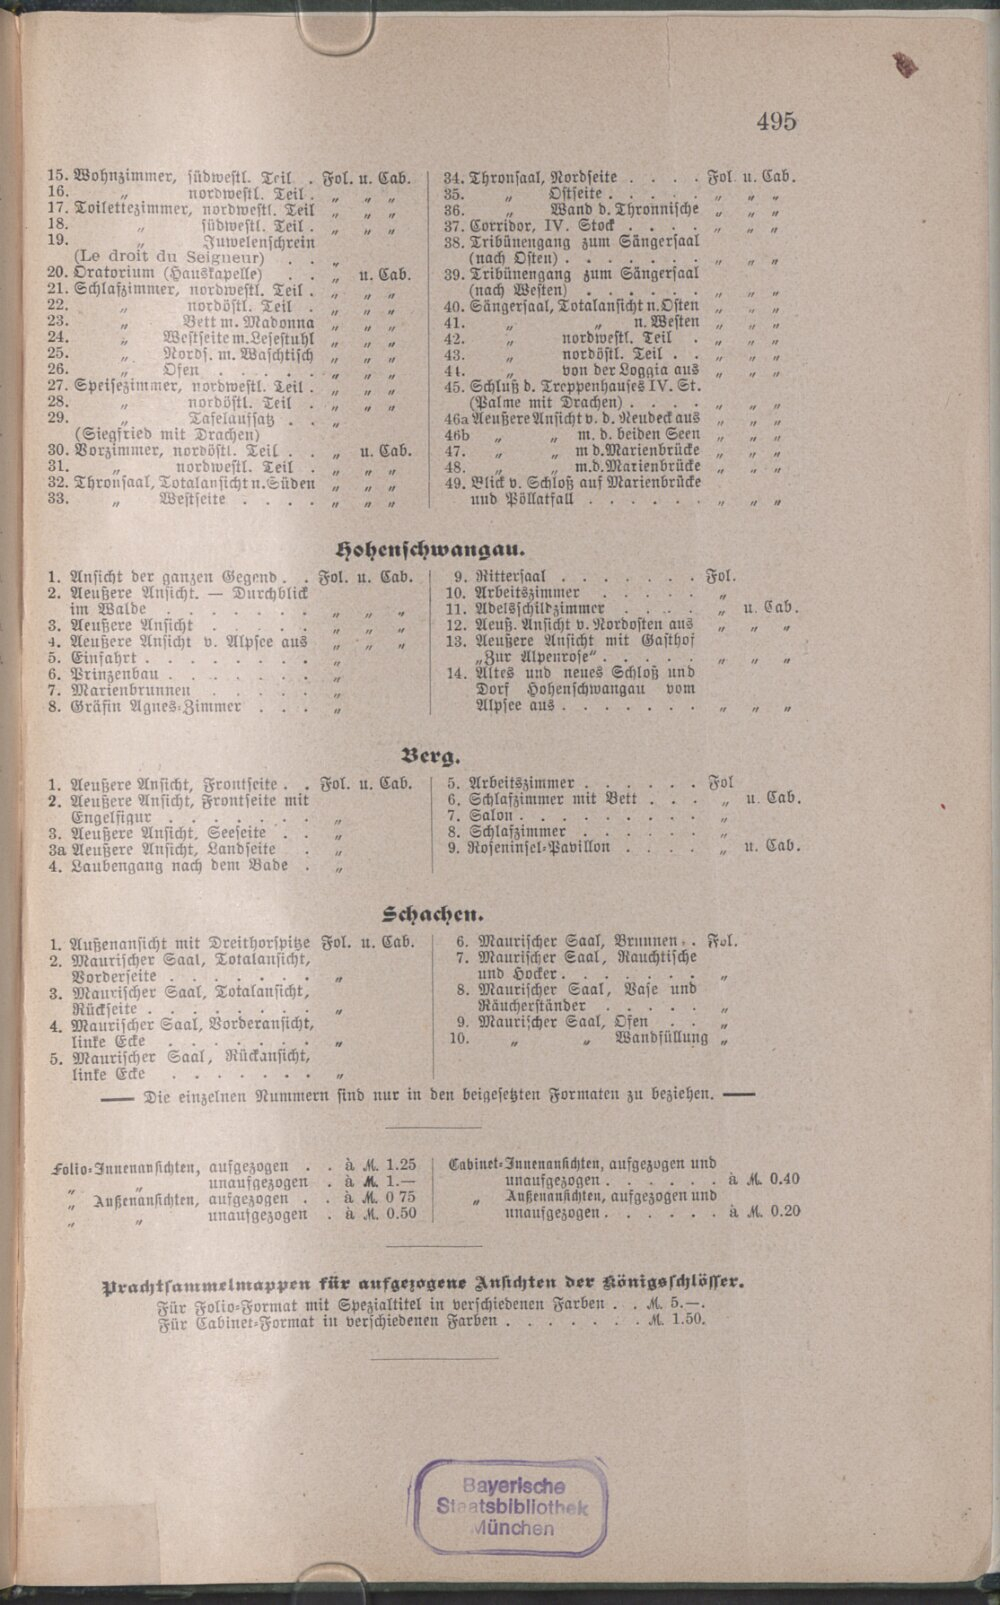 495
15. Wohnzimmer, südwestl. Teil . Fol. u. Cab.
16. „ nordwestl. Teil . „ „ „
17. Toilettezimmer, nordwestl. Teil „ „ „
18. „ südwestl. Teil . „ „ „
19. „ Juwelenschrein
(Le droit du Seigneur) . . „
20. Oratorium (Hauskapelle) . „ u. Cab.
21. Schlafzimmer, nordwestl. Teil . „ „ „
22. „ nordöstl. Teil . „ „ „
23. „ Bett m. Madonna „ „ „
24. „ Westseite m. Lesestuhl „ „ „
25. „ Nords. m. Waschtisch „ „ „
26. „ Ofen . . . . . „ „ „
27. Speisezimmer, nordwestl. Teil . „ „ „
28. „ nordöstl. Teil . „ „ „
29. „ Tafelaufsatz . . „
(Siegfried mit Drachen)
30. Vorzimmer, nordöstl. Teil . . „ u. Cab.
31. „ nordwestl. Teil . „ „ „
32. Thronsaal, Totalansicht n. Süden „ „ „
33. „ Westseite . . . . „ „ „
34. Thronsaal, Nordseite . . . . Fol. u. Cab.
35. „ Ostseite . . . . . „ „ „
36. „ Wand d. Thronnische „ „ „
37. Corridor, IV. Stock . . . . „ „ „
38. Tribünengang zum Sängersaal
(nach Osten) . . . . . . . „ „ „
39. Tribünengang zum Sängersaal
(nach Westen) . . . . . . „ „ „
40. Sängersaal, Totalansicht n. Osten „ „ „
41. „ „ n. Westen „ „ „
42. „ nordwestl. Teil . „ „ „
43. „ nordöstl. Teil . . „ „ „
44. „ von der Loggia aus „ „ „
45. Schluß d. Treppenhauses IV. St.
(Palme mit Drachen) . . . . „ „ „
46a Aeußere Ansicht v. d. Neudeck aus „ „ „
46b „ „ m. d. beiden Seen „ „ „
47. „ „ m d. Marienbrücke „ „ „
48. „ „ m. d. Marienbrücke „ „ „
49. Blick v. Schloß auf Marienbrücke
und Pöllatfall . . . . . . „ „ „
Hohenschwangau.
1. Ansicht der ganzen Gegend . . Fol. u. Cab.
2. Aeußere Ansicht. — Durchblick
im Walde . . . . . . . „ „ „
3. Aeußere Ansicht . . . . . „ „ „
4. Aeußere Ansicht v. Alpsee aus „ „ „
5. Einfahrt . . . . . . . . „
6. Prinzenbau . . . . . . . „
7. Marienbrunnen . . . . . „
8. Gräfin Agnes-Zimmer . . . „
9. Rittersaal . . . . . . . Fol.
10. Arbeitszimmer . . . . . „
11. Adelsschildzimmer . . . . „ u. Cab.
12. Aeuß. Ansicht v. Nordosten aus „ „ „
13. Aeußere Ansicht mit Gasthof
„Zur Alpenrose“ . . . . . „ „ „
14. Altes und neues Schloß und
Dorf Hohenschwangau vom
Alpsee aus . . . . . . . „ „ „
Berg.
1. Aeußere Ansicht, Frontseite . . Fol. u. Cab.
2. Aeußere Ansicht, Frontseite mit
Engelfigur . . . . . . . „
3. Aeußere Ansicht, Seeseite . . „
3a Aeußere Ansicht, Landseite . „
4. Laubengang nach dem Bade . „
5. Arbeitszimmer . . . . . . Fol
6. Schlafzimmer mit Bett . . . „ u. Cab.
7. Salon . . . . . . . . . „
8. Schlafzimmer . . . . . . „
9. Roseninsel-Pavillon . . . . „ u. Cab.
Schachen.
1. Außenansicht mit Dreithorspitze Fol. u. Cab.
2. Maurischer Saal, Totalansicht,
Vorderseite . . . . . . . „
3. Maurischer Saal, Totalansicht,
Rückseite . . . . . . . . „
4. Maurischer Saal, Vorderansicht,
linke Ecke . . . . . . . „
5. Maurischer Saal, Rückansicht,
linke Ecke . . . . . . . „
6. Maurischer Saal, Brunnen . . Fol.
7. Maurischer Saal, Rauchtische
und Hocker . . . . . . . „
8. Maurischer Saal, Vase und
Räucherständer . . . . . „
9. Maurischer Saal, Ofen . . „
10. „ „ Wandfüllung „
— Die einzelnen Nummern sind nur in den beigesetzten Formaten zu beziehen. —
Folio-Innenansichten, aufgezogen . . à M. 1.25
„ „ unaufgezogen . à M. 1.—
„ Außenansichten, aufgezogen . . à M. 0 75
„ „ unaufgezogen . à M. 0.50
Cabinet-Innenansichten, aufgezogen und
unaufgezogen . . . . . . à M. 0.40
„ Außenansichten, aufgezogen und
unaufgezogen . . . . . . à M. 0.20
Prachtsammelmappen für aufgezogene Ansichten der Königsschlösser.
Für Folio-Format mit Spezialtitel in verschiedenen Farben . . M. 5.—.
Für Cabinet-Format in verschiedenen Farben . . . . . . . M. 1.50.
Bayerische
Staatsbibliothek
München